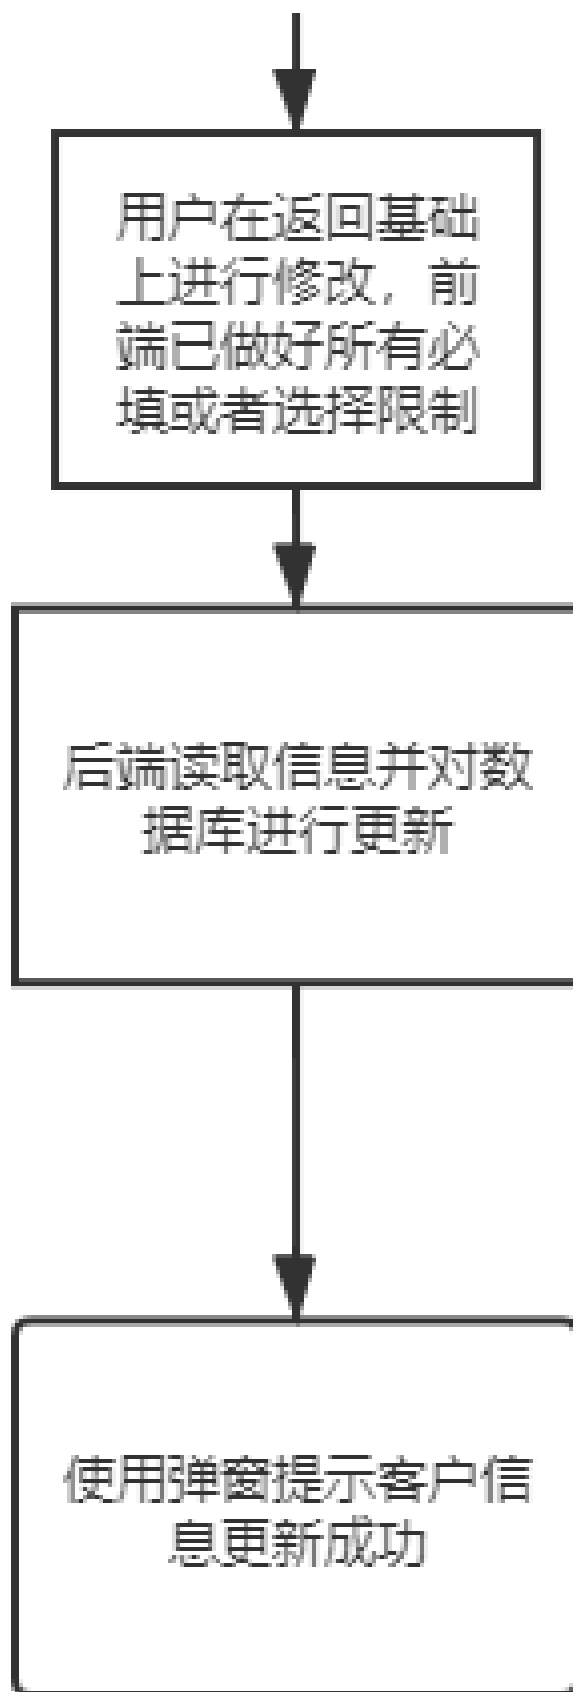 用户在返回基础
上进行修改，前
端已做好所有必
填或者选择限制
后端读取信息并对数
据库进行更新
使用弹窗提示客户信
息更新成功